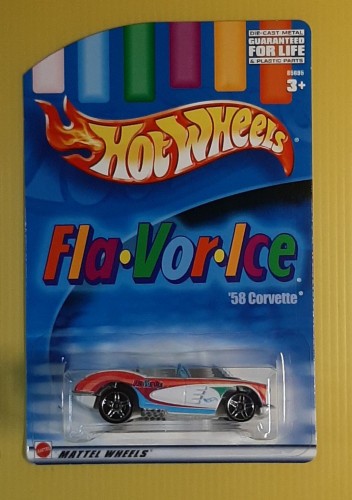 DIE-CAST METAL
GUARANTEED
FOR LIFE
& PLASTIC PARTS
3+
HOT WHEELS
Fla·Vor·Ice
'58 Corvette
MATTEL WHEELS